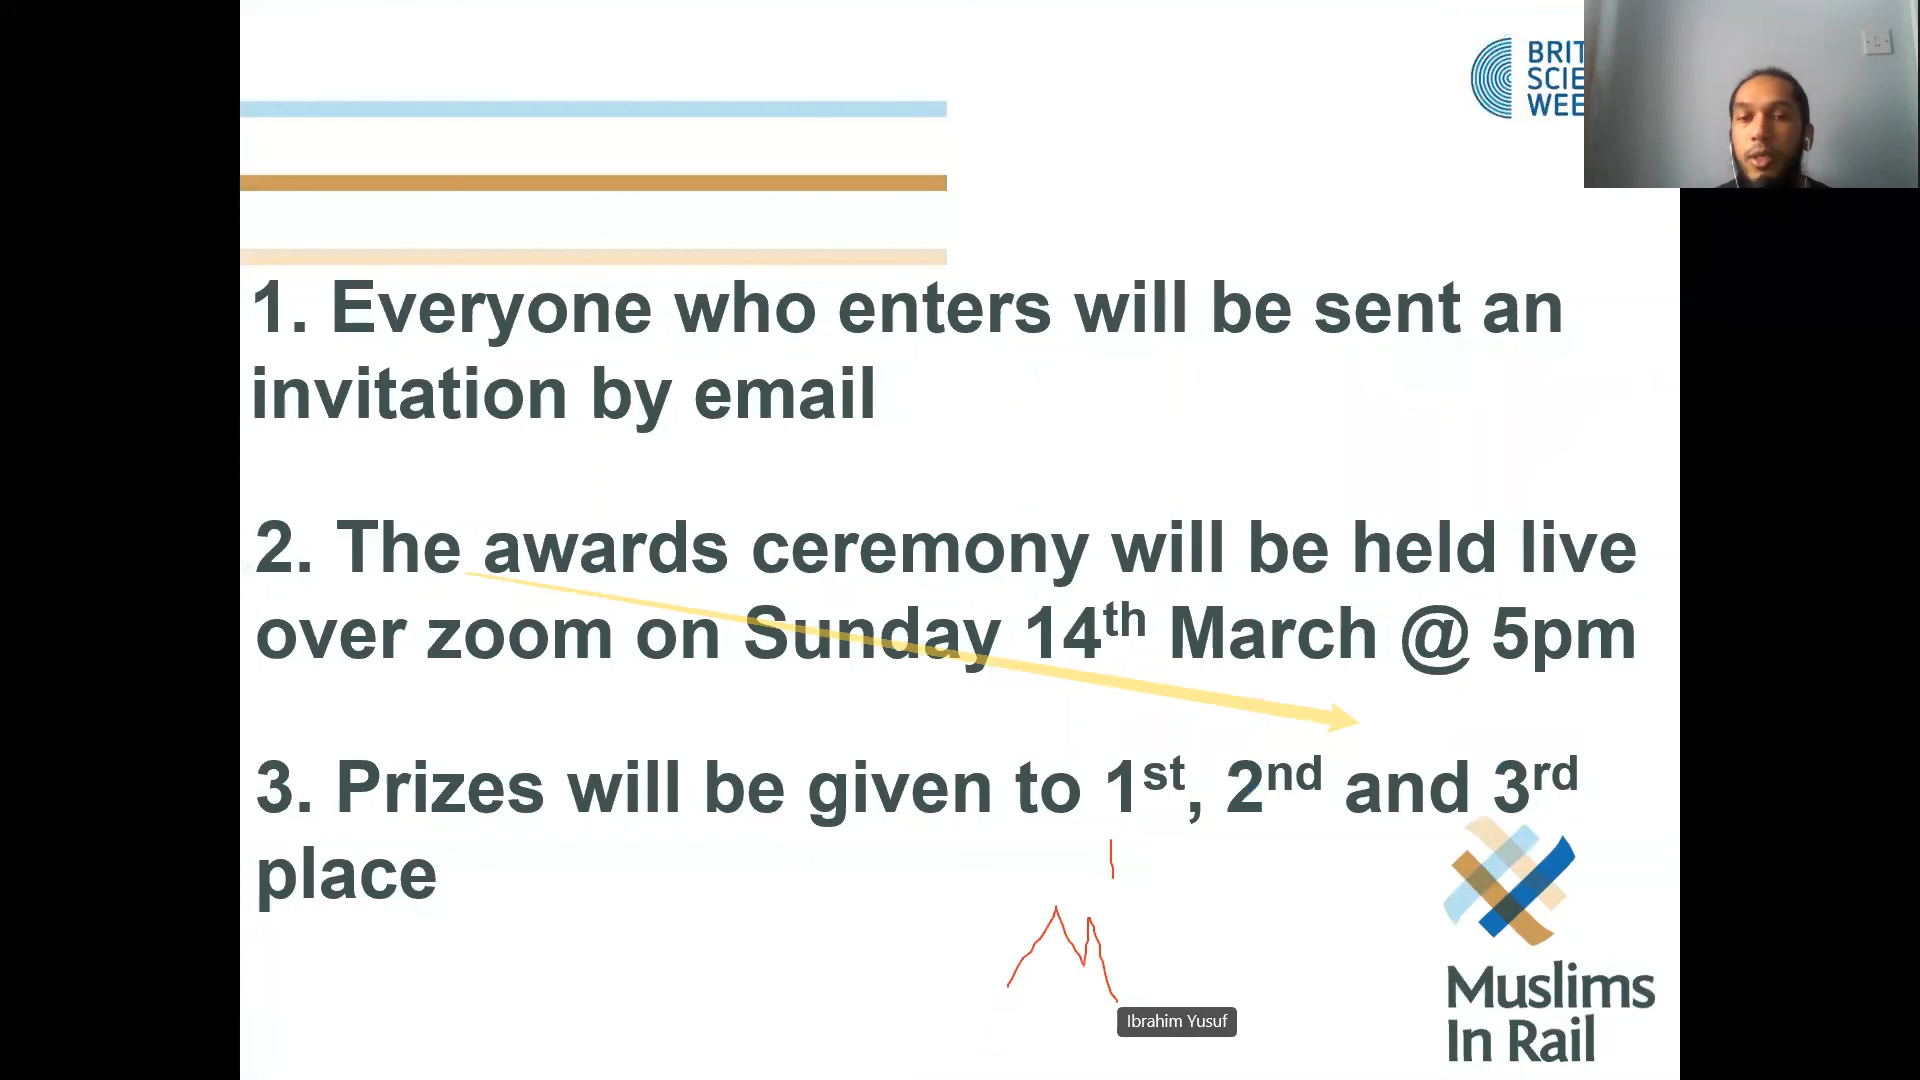 BRIT
SCIE
WEE
1. Everyone who enters will be sent an
invitation by email
2. The awards ceremony will be held live
over zoom on Sunday 14th March @ 5pm
3. Prizes will be given to 1st, 2nd and 3rd
place
Ibrahim Yusuf
Muslims
In Rail